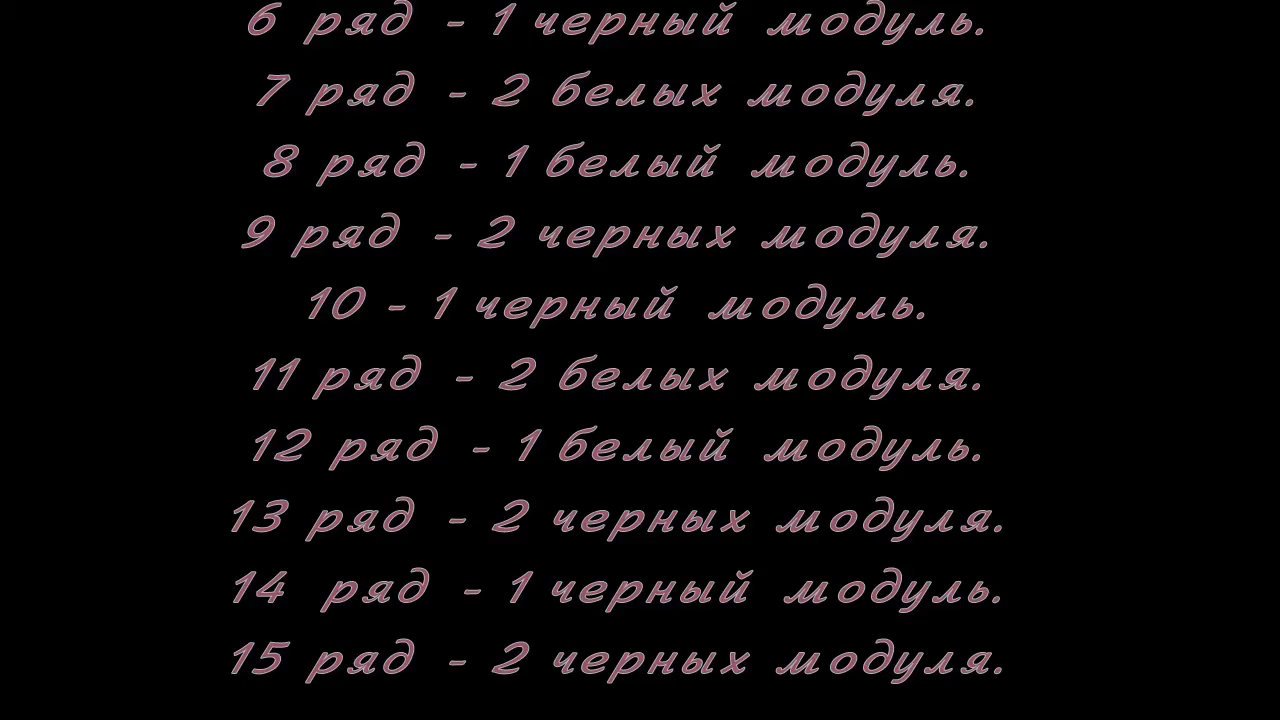 6 ряд - 1 черный модуль.
7 ряд - 2 белых модуля.
8 ряд - 1 белый модуль.
9 ряд - 2 черных модуля.
10 - 1 черный модуль.
11 ряд - 2 белых модуля.
12 ряд - 1 белый модуль.
13 ряд - 2 черных модуля.
14 ряд - 1 черный модуль.
15 ряд - 2 черных модуля.